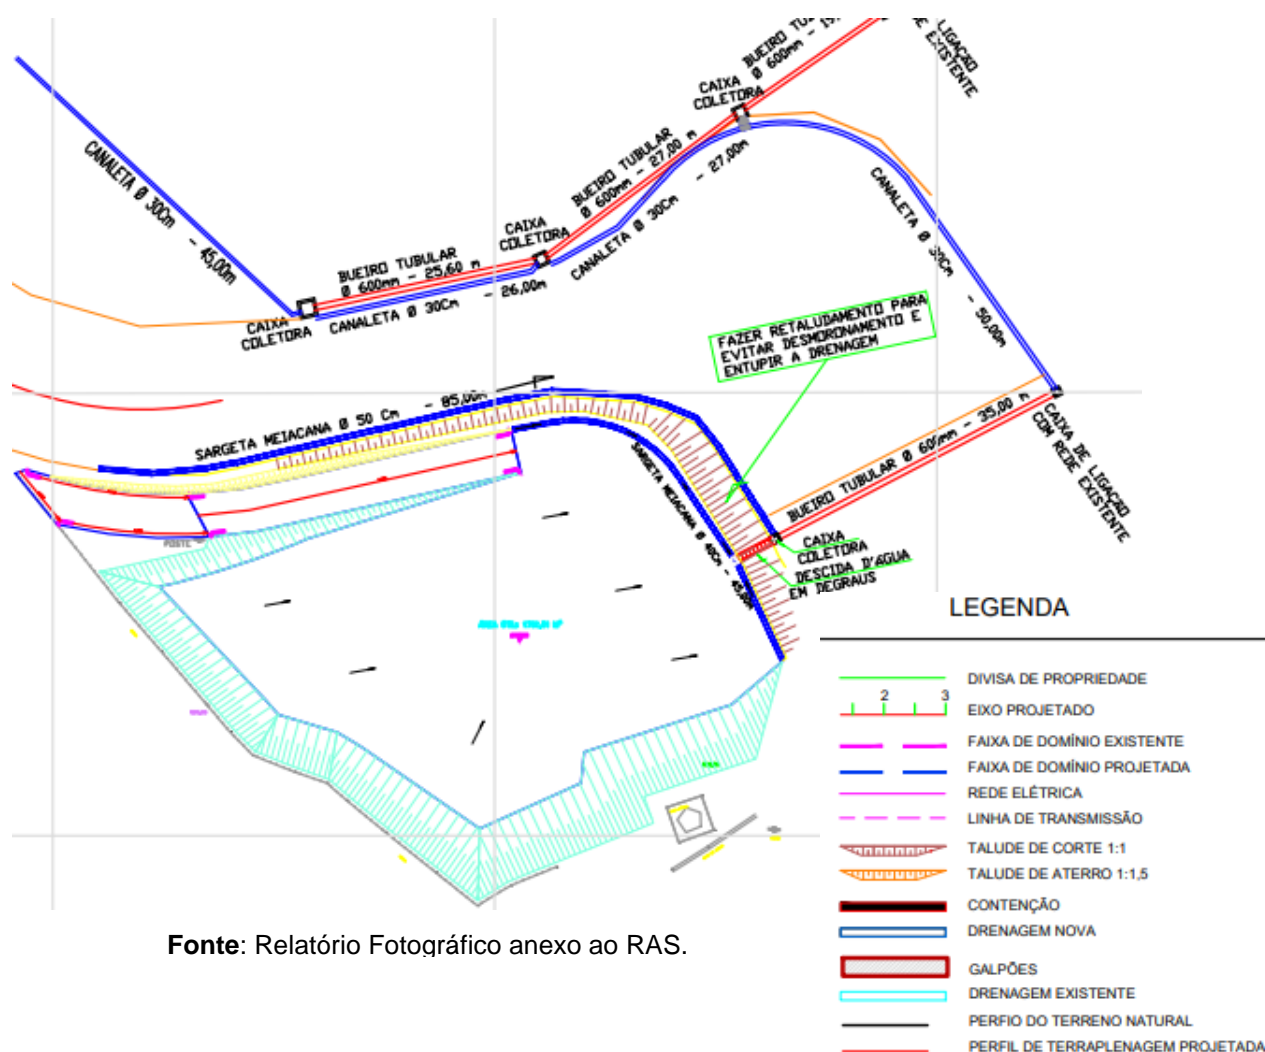 BUEIRO TU
Ø 600mm - 19,
LIGAÇÃO
DE EXISTENTE
CAIXA
COLETORA
BUEIRO TUBULAR
Ø 600mm - 27,00 m
CANALETA Ø 30Cm - 27,00m
CANALETA Ø 30Cm - 45,00m
CAIXA
COLETORA
BUEIRO TUBULAR
Ø 600mm - 25,60 m
CANALETA Ø 30Cm - 26,00m
CAIXA
COLETORA
CANALETA Ø 30Cm - 50,00m
FAZER RETALUDAMENTO PARA
EVITAR DESMORONAMENTO E
ENTUPIR A DRENAGEM
SARGETA MEIACANA Ø 50 Cm - 85,00m
SARGETA MEIACANA Ø 40Cm - 45,00m
BUEIRO TUBULAR Ø 600mm - 35,00 m
CAIXA DE LIGAÇÃO
COM REDE EXISTENTE
CAIXA
COLETORA
DESCIDA D'AGUA
EM DEGRAUS
LEGENDA
DIVISA DE PROPRIEDADE
2 3
EIXO PROJETADO
FAIXA DE DOMÍNIO EXISTENTE
FAIXA DE DOMÍNIO PROJETADA
REDE ELÉTRICA
LINHA DE TRANSMISSÃO
TALUDE DE CORTE 1:1
TALUDE DE ATERRO 1:1,5
CONTENÇÃO
DRENAGEM NOVA
GALPÕES
DRENAGEM EXISTENTE
PERFIO DO TERRENO NATURAL
PERFIL DE TERRAPLENAGEM PROJETADA
Fonte: Relatório Fotográfico anexo ao RAS.